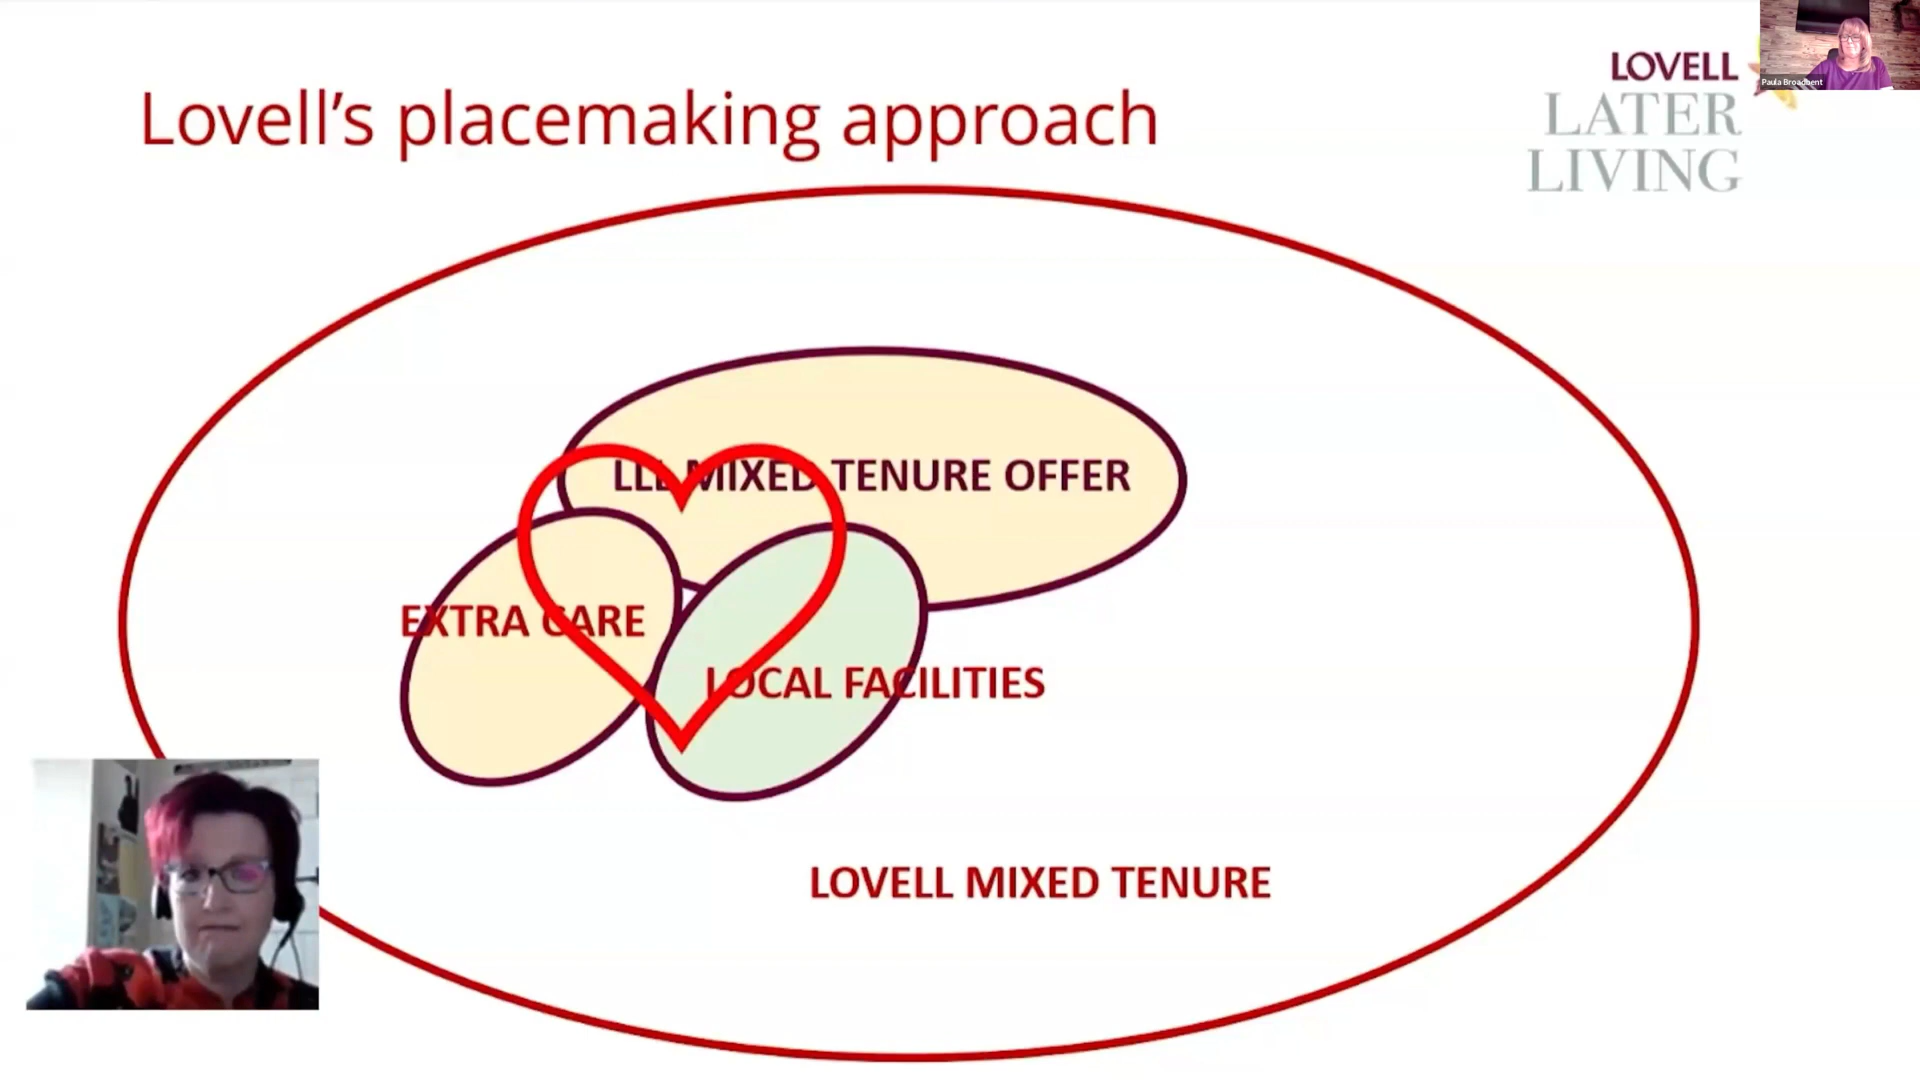 Lovell's placemaking approach
LOVELL
LATER
LIVING
Paula Broadbent
LLL MIXED TENURE OFFER
EXTRA CARE
LOCAL FACILITIES
LOVELL MIXED TENURE